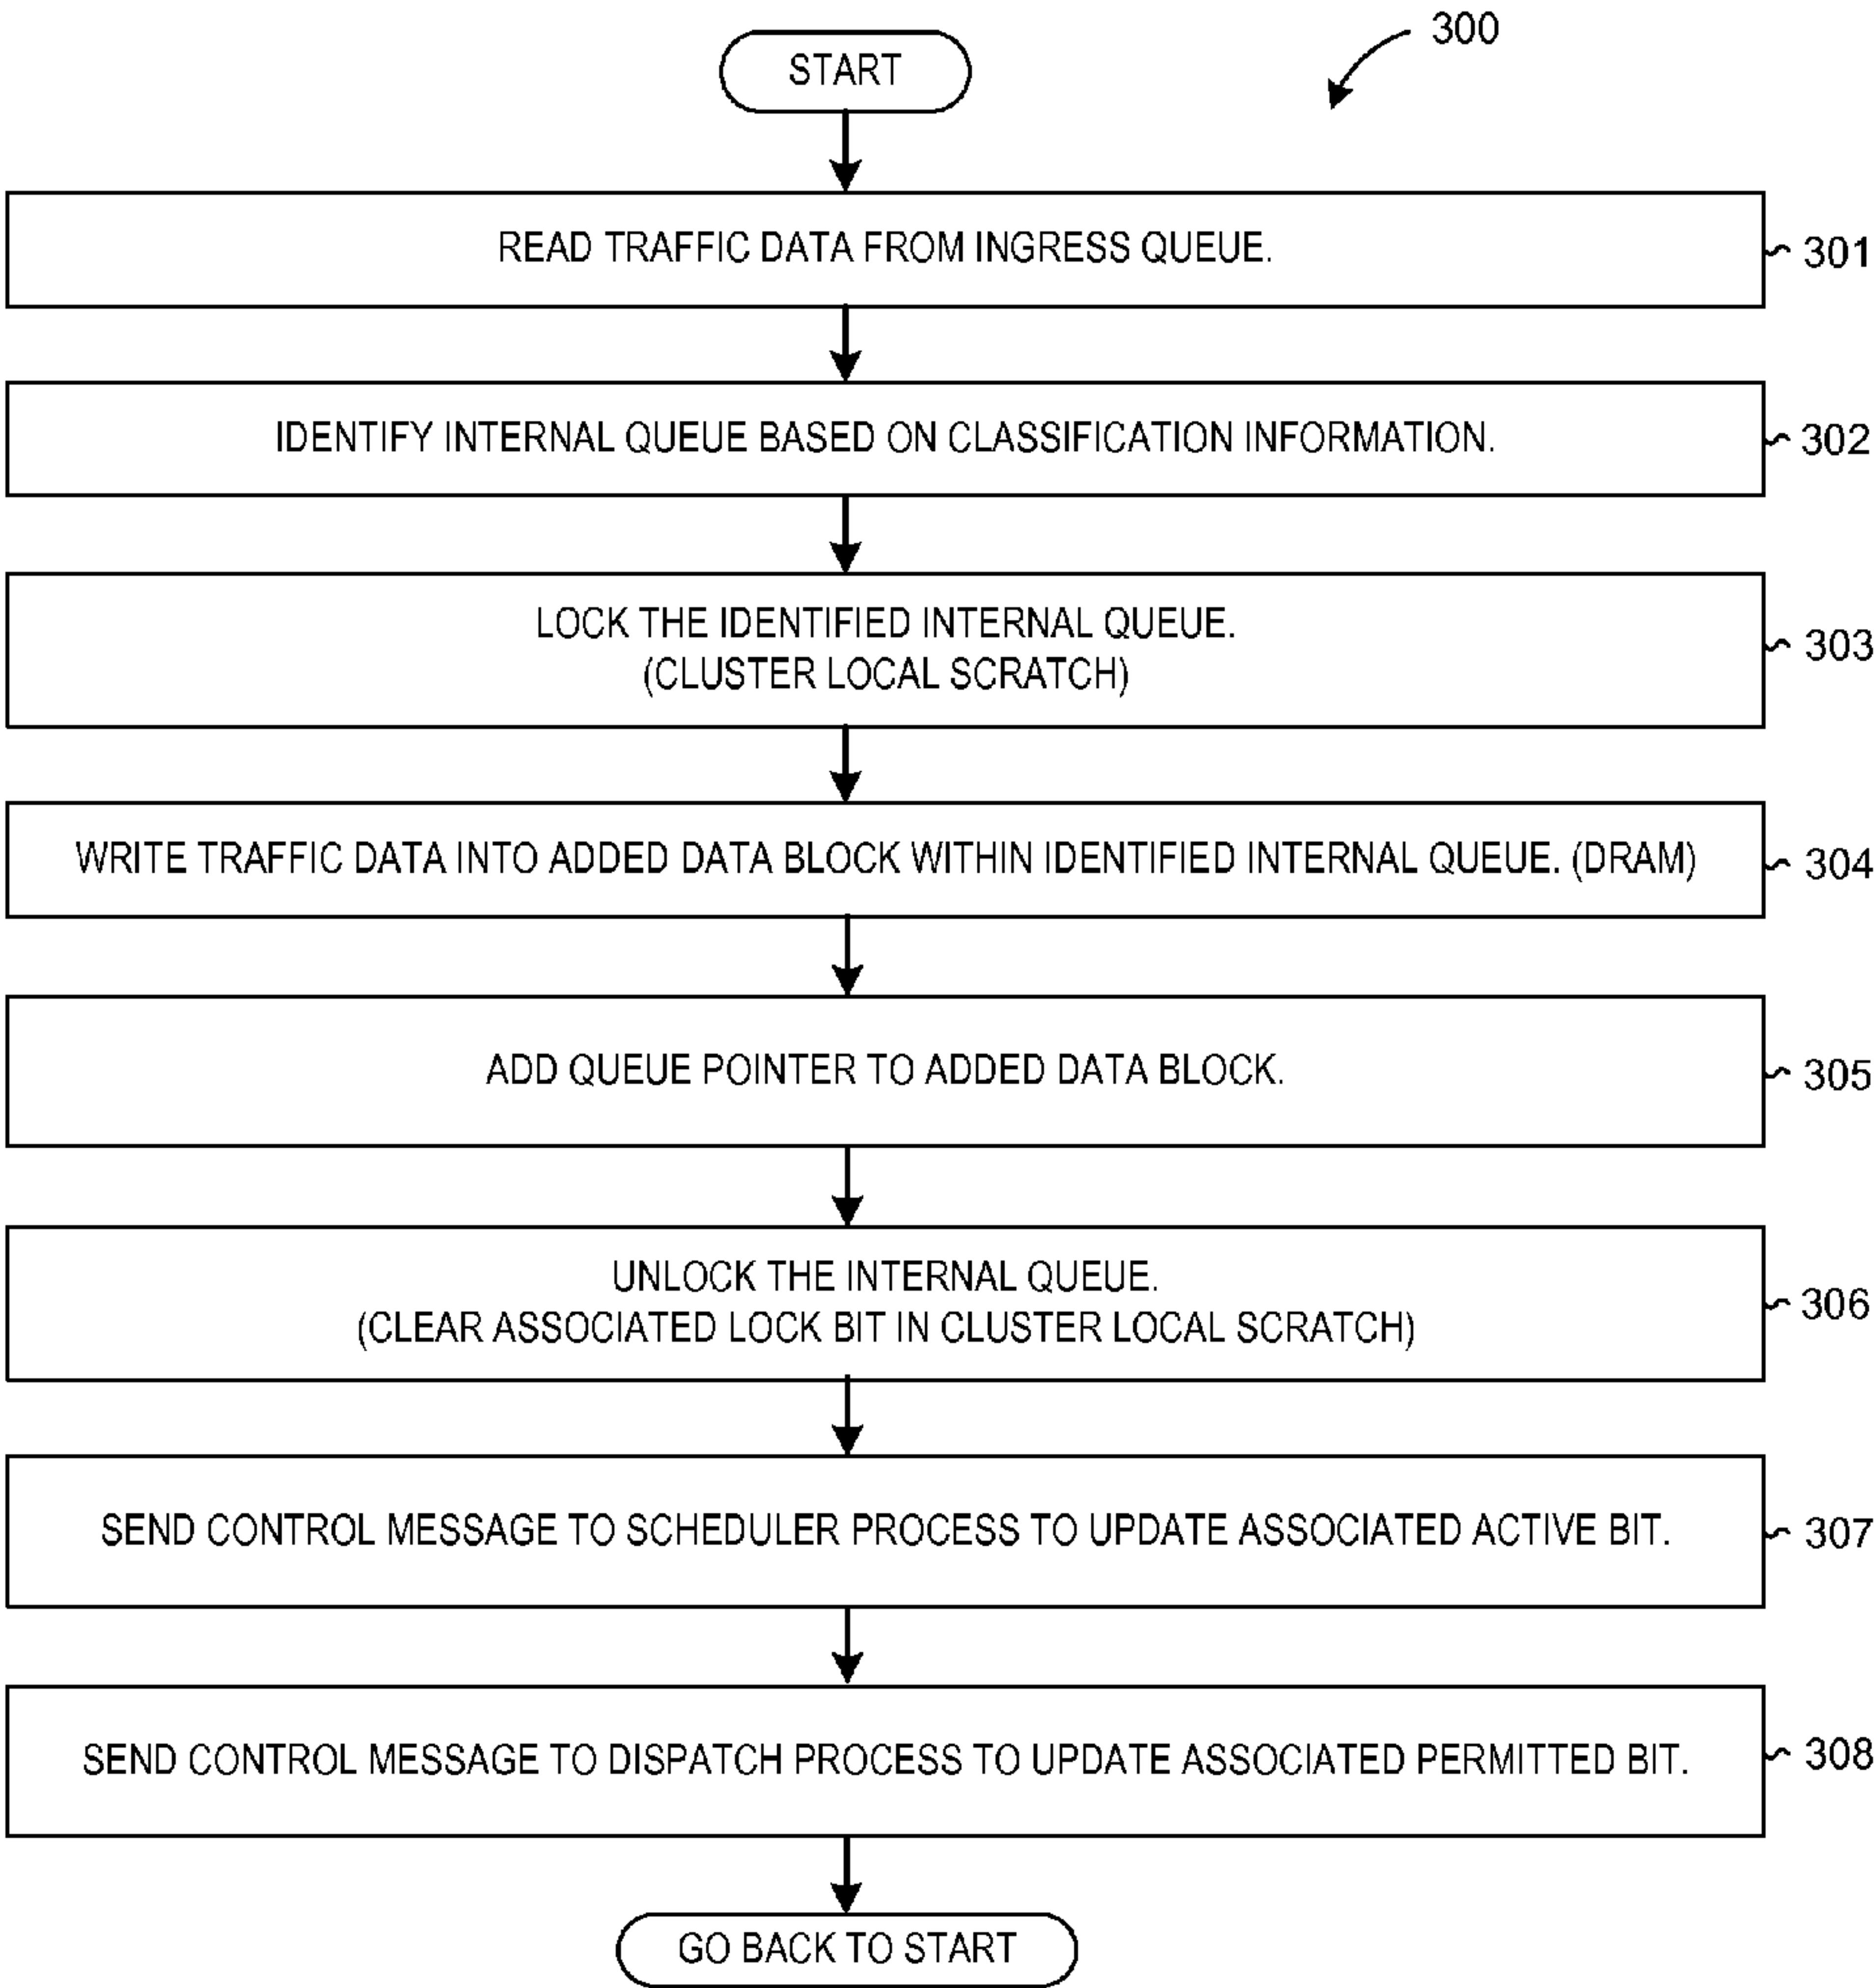 300
START
READ TRAFFIC DATA FROM INGRESS QUEUE.
301
IDENTIFY INTERNAL QUEUE BASED ON CLASSIFICATION INFORMATION.
302
LOCK THE IDENTIFIED INTERNAL QUEUE.
(CLUSTER LOCAL SCRATCH)
303
WRITE TRAFFIC DATA INTO ADDED DATA BLOCK WITHIN IDENTIFIED INTERNAL QUEUE. (DRAM)
304
ADD QUEUE POINTER TO ADDED DATA BLOCK.
305
UNLOCK THE INTERNAL QUEUE.
(CLEAR ASSOCIATED LOCK BIT IN CLUSTER LOCAL SCRATCH)
306
SEND CONTROL MESSAGE TO SCHEDULER PROCESS TO UPDATE ASSOCIATED ACTIVE BIT.
307
SEND CONTROL MESSAGE TO DISPATCH PROCESS TO UPDATE ASSOCIATED PERMITTED BIT.
308
GO BACK TO START